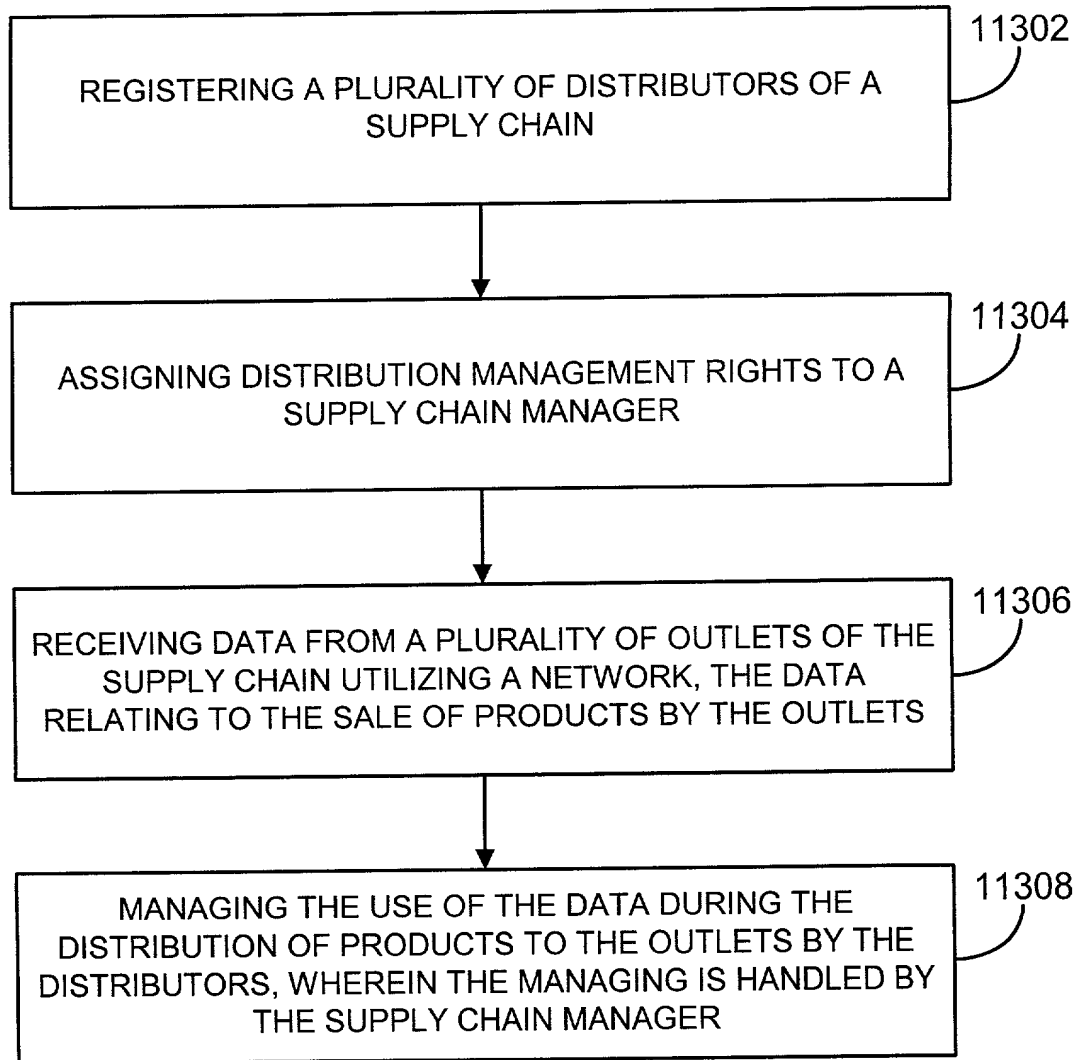 11302
REGISTERING A PLURALITY OF DISTRIBUTORS OF A
SUPPLY CHAIN
11304
ASSIGNING DISTRIBUTION MANAGEMENT RIGHTS TO A
SUPPLY CHAIN MANAGER
11306
RECEIVING DATA FROM A PLURALITY OF OUTLETS OF THE
SUPPLY CHAIN UTILIZING A NETWORK, THE DATA
RELATING TO THE SALE OF PRODUCTS BY THE OUTLETS
11308
MANAGING THE USE OF THE DATA DURING THE
DISTRIBUTION OF PRODUCTS TO THE OUTLETS BY THE
DISTRIBUTORS, WHEREIN THE MANAGING IS HANDLED BY
THE SUPPLY CHAIN MANAGER